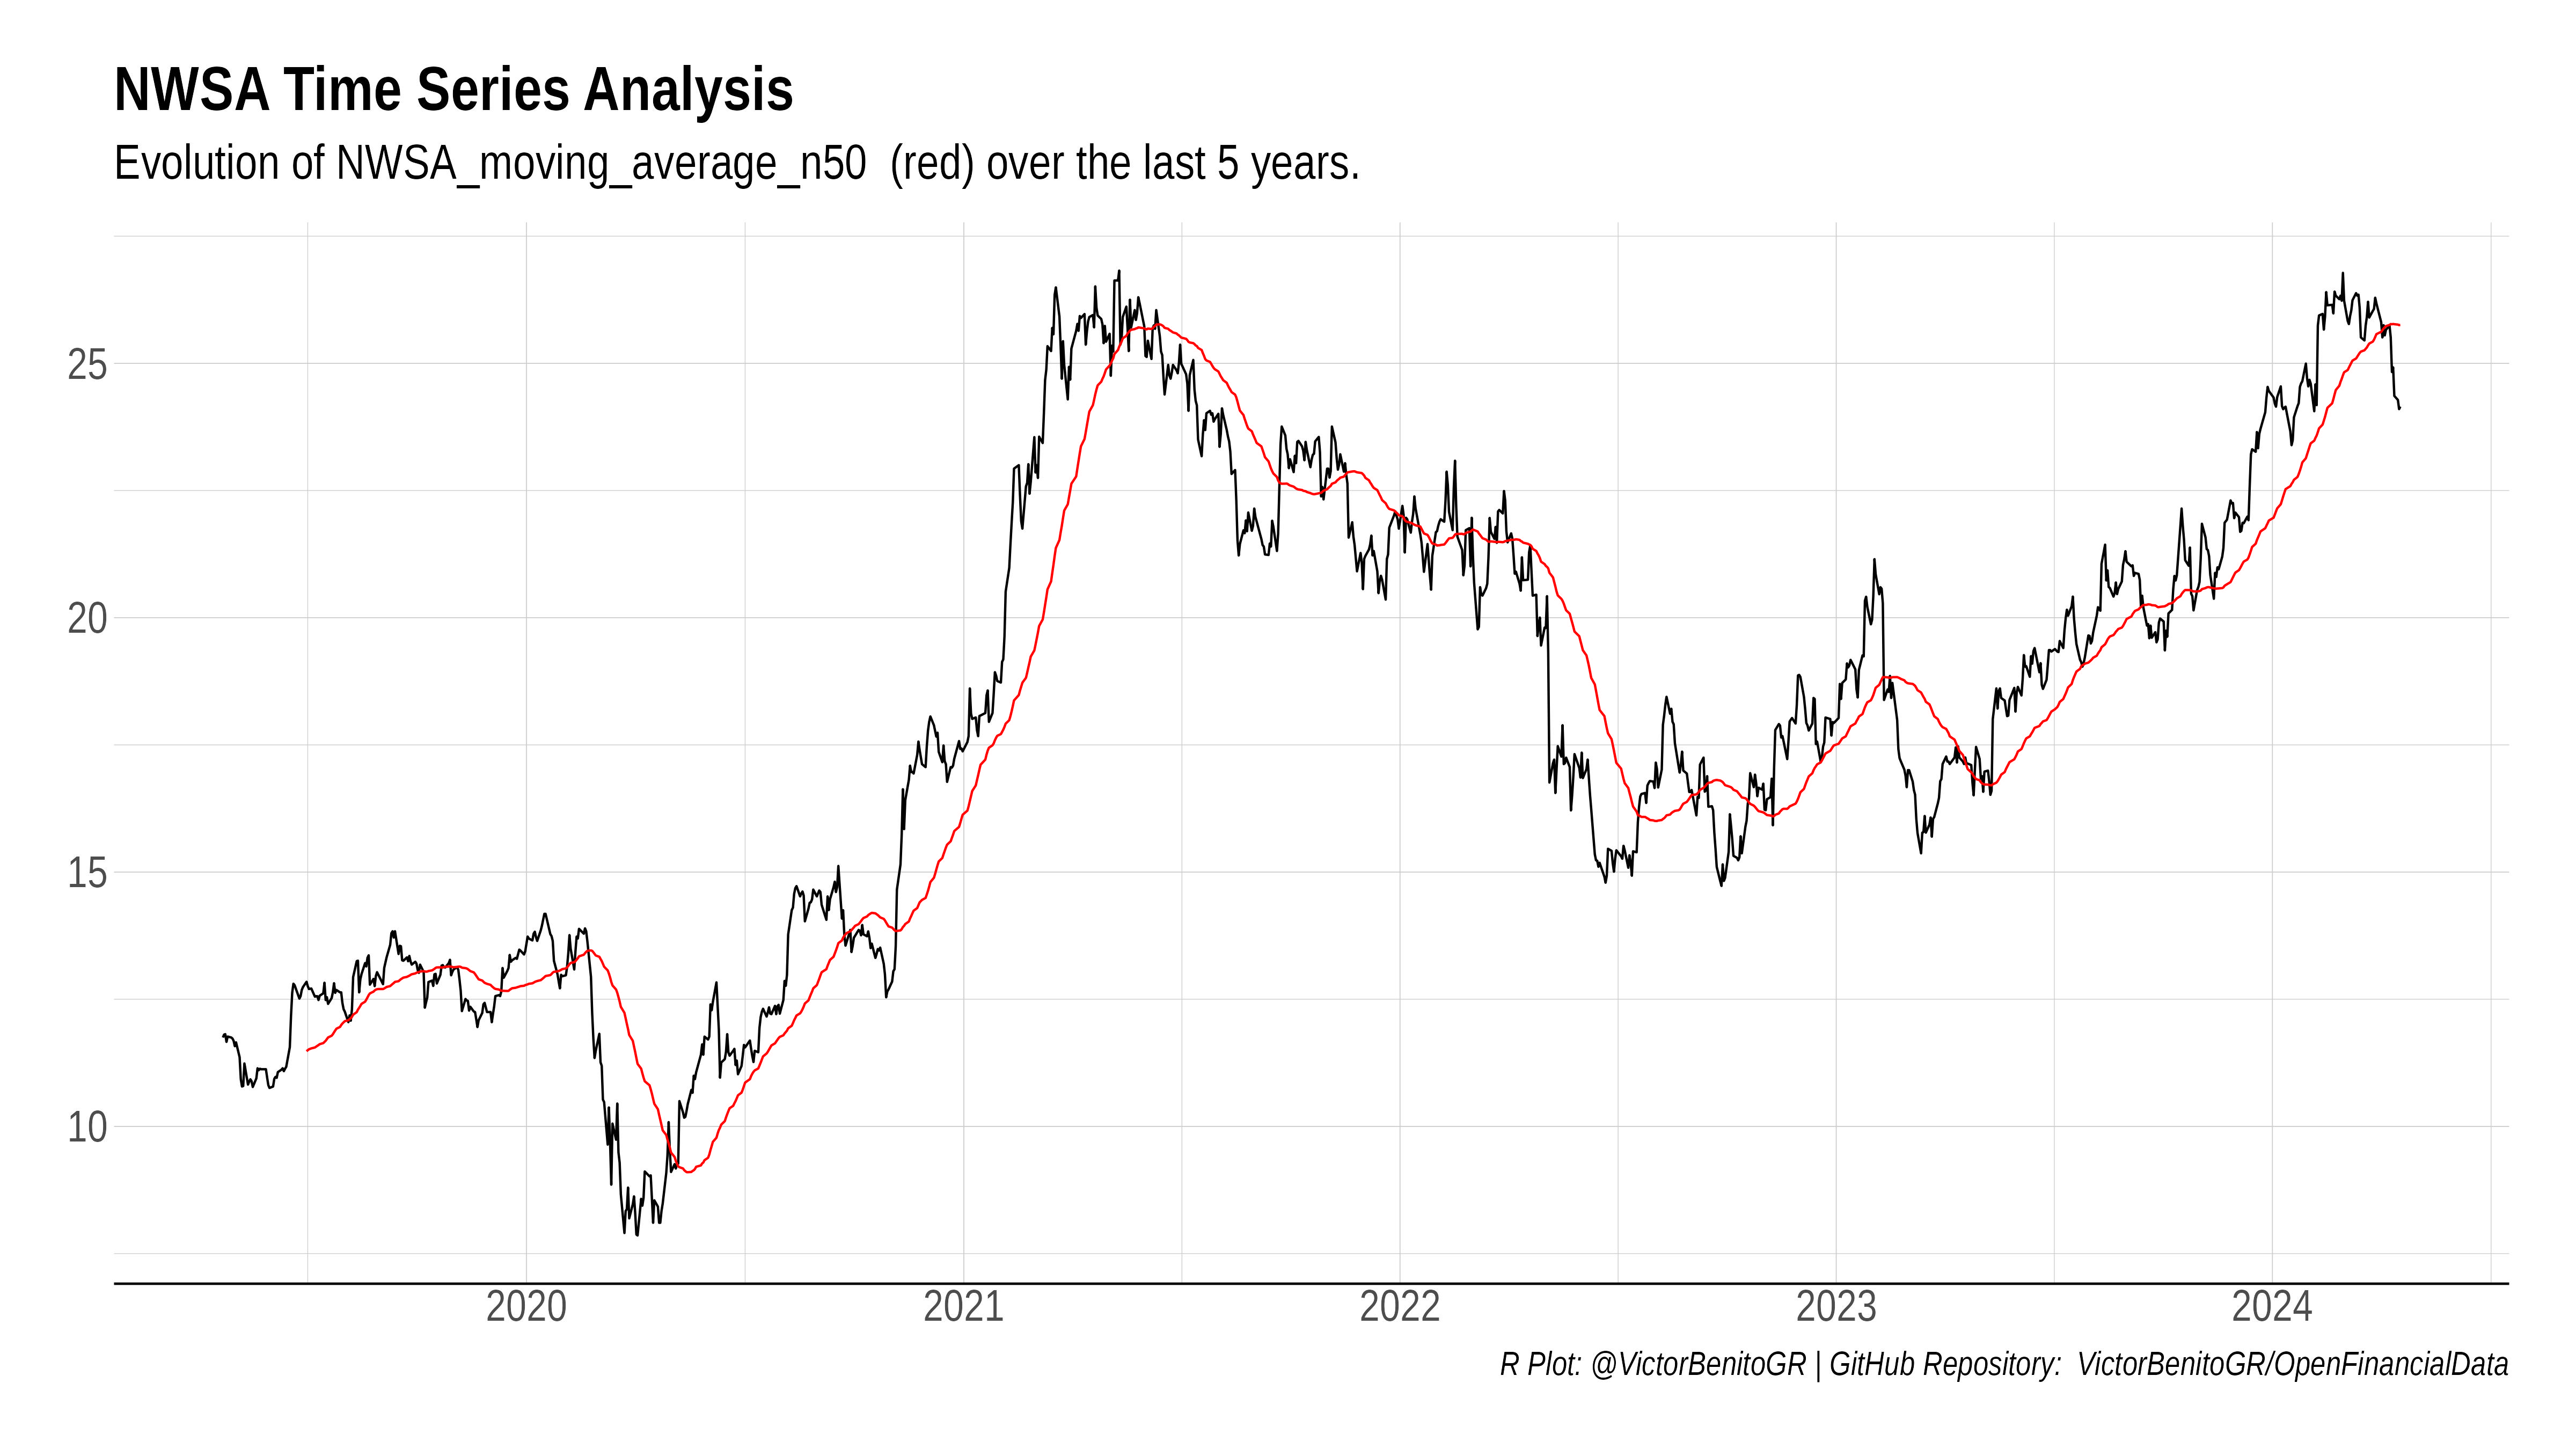 NWSA Time Series Analysis
Evolution of NWSA_moving_average_n50  (red) over the last 5 years.
25
20
15
10
2020 2021 2022 2023 2024
R Plot: @VictorBenitoGR | GitHub Repository:  VictorBenitoGR/OpenFinancialData